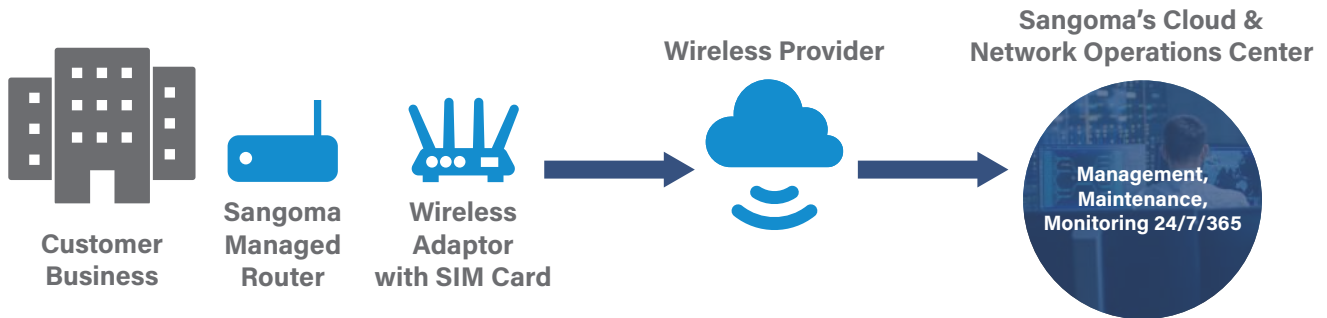 Customer
Business
Sangoma
Managed
Router
Wireless
Adaptor
with SIM Card
Wireless Provider
Sangoma’s Cloud &
Network Operations Center
Management,
Maintenance,
Monitoring 24/7/365